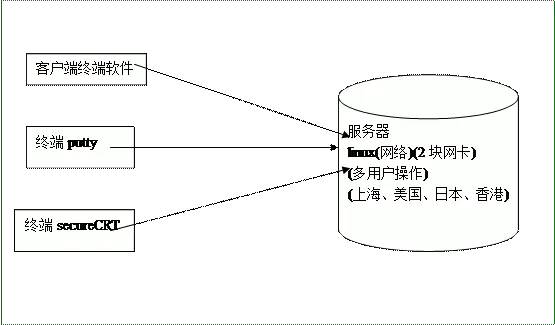 客户端终端软件
终端 putty
终端 secureCRT
服务器
linux(网络)(2 块网卡)
(多用户操作)
(上海、美国、日本、香港)